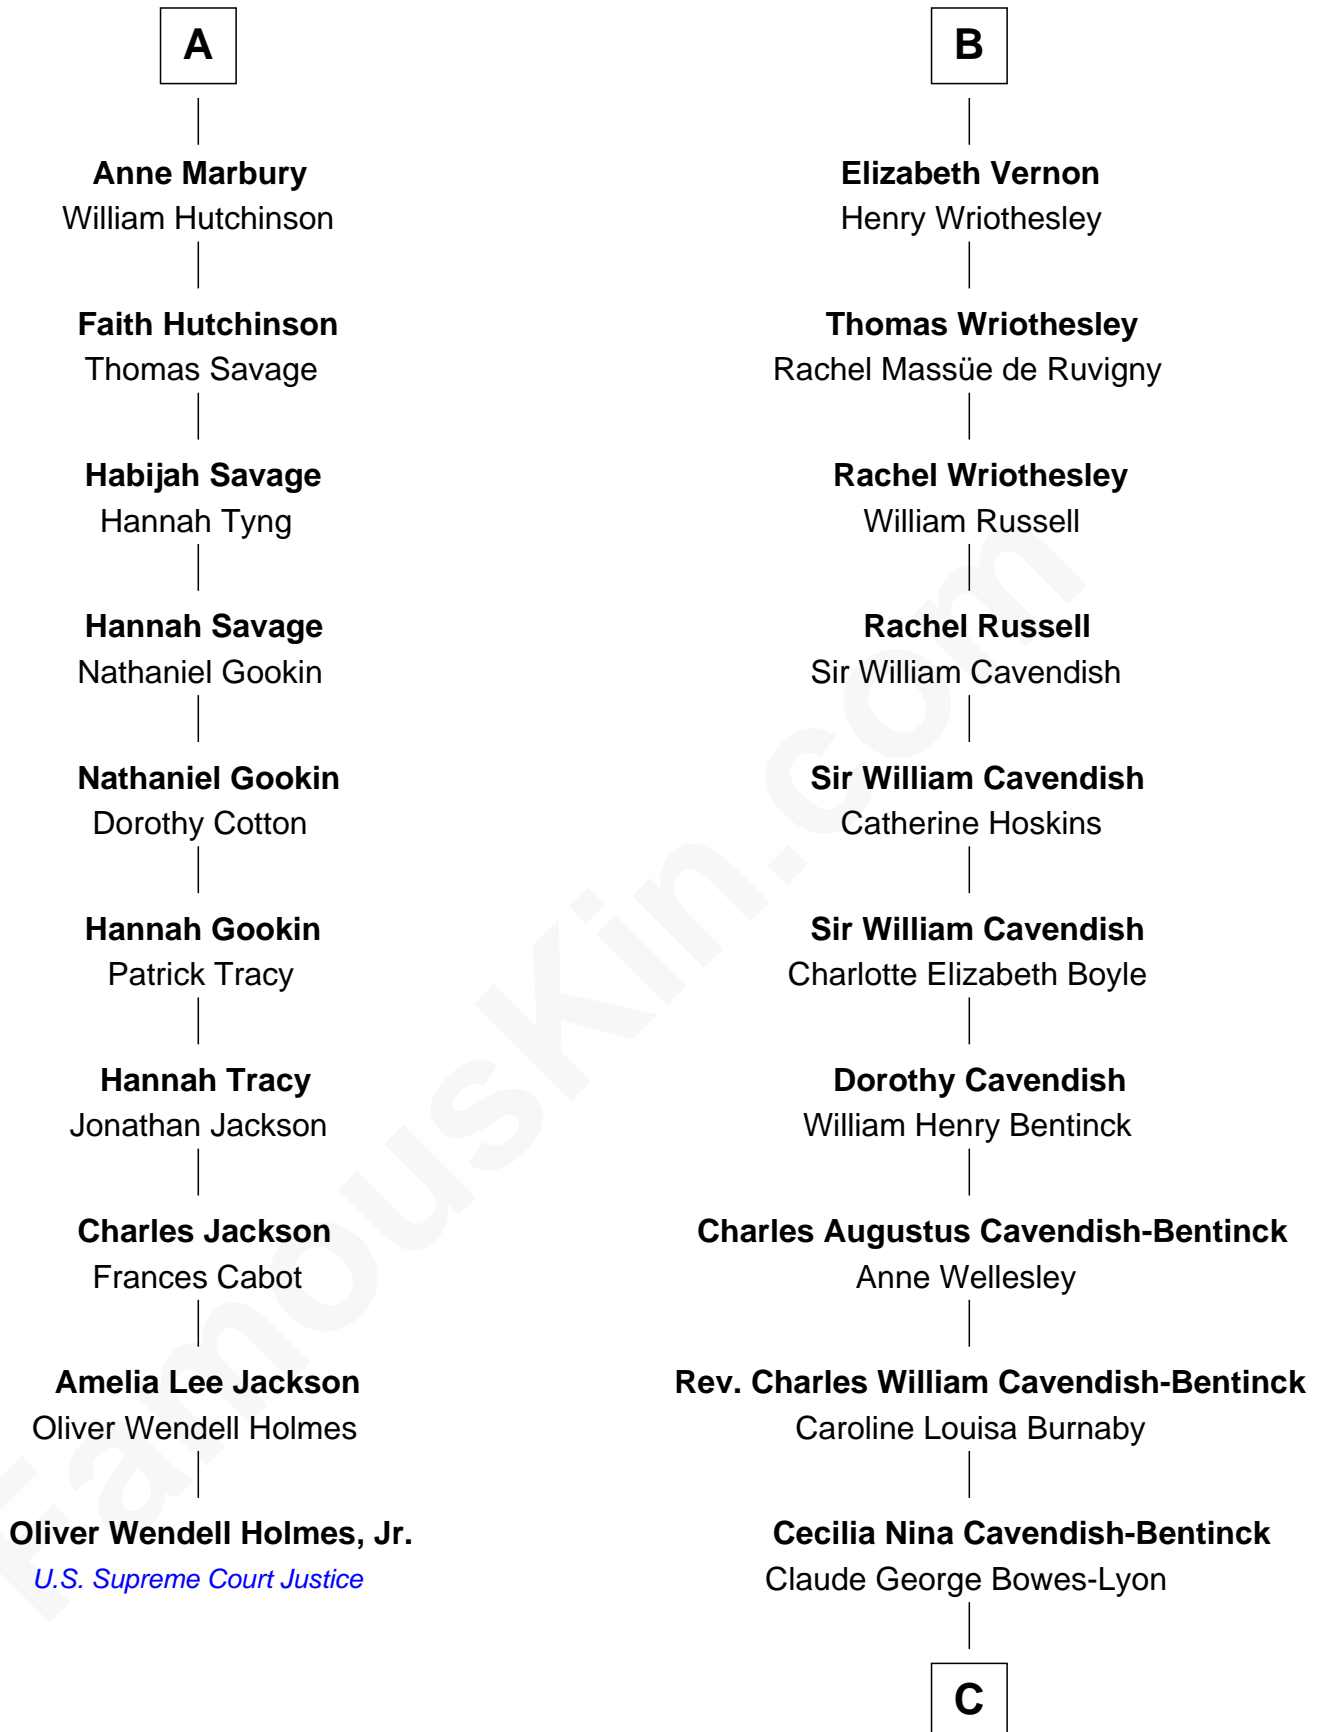 A
Anne Marbury
William Hutchinson
Faith Hutchinson
Thomas Savage
Habijah Savage
Hannah Tyng
Hannah Savage
Nathaniel Gookin
Nathaniel Gookin
Dorothy Cotton
Hannah Gookin
Patrick Tracy
Hannah Tracy
Jonathan Jackson
Charles Jackson
Frances Cabot
Amelia Lee Jackson
Oliver Wendell Holmes
Oliver Wendell Holmes, Jr.
U.S. Supreme Court Justice
B
Elizabeth Vernon
Henry Wriothesley
Thomas Wriothesley
Rachel Massüe de Ruvigny
Rachel Wriothesley
William Russell
Rachel Russell
Sir William Cavendish
Sir William Cavendish
Catherine Hoskins
Sir William Cavendish
Charlotte Elizabeth Boyle
Dorothy Cavendish
William Henry Bentinck
Charles Augustus Cavendish-Bentinck
Anne Wellesley
Rev. Charles William Cavendish-Bentinck
Caroline Louisa Burnaby
Cecilia Nina Cavendish-Bentinck
Claude George Bowes-Lyon
C
FamousKin.com